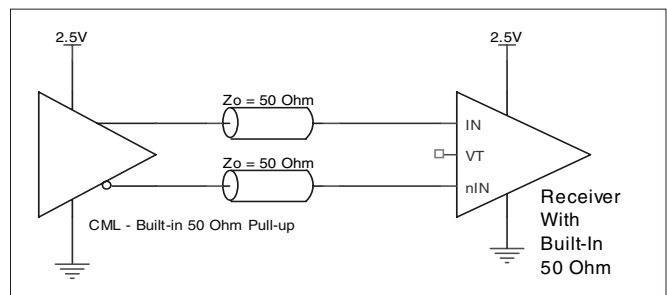 2.5V
2.5V
Zo = 50 Ohm
IN
VT
Zo = 50 Ohm
nIN
CML - Built-in 50 Ohm Pull-up
Receiver
With
Built-In
50 Ohm